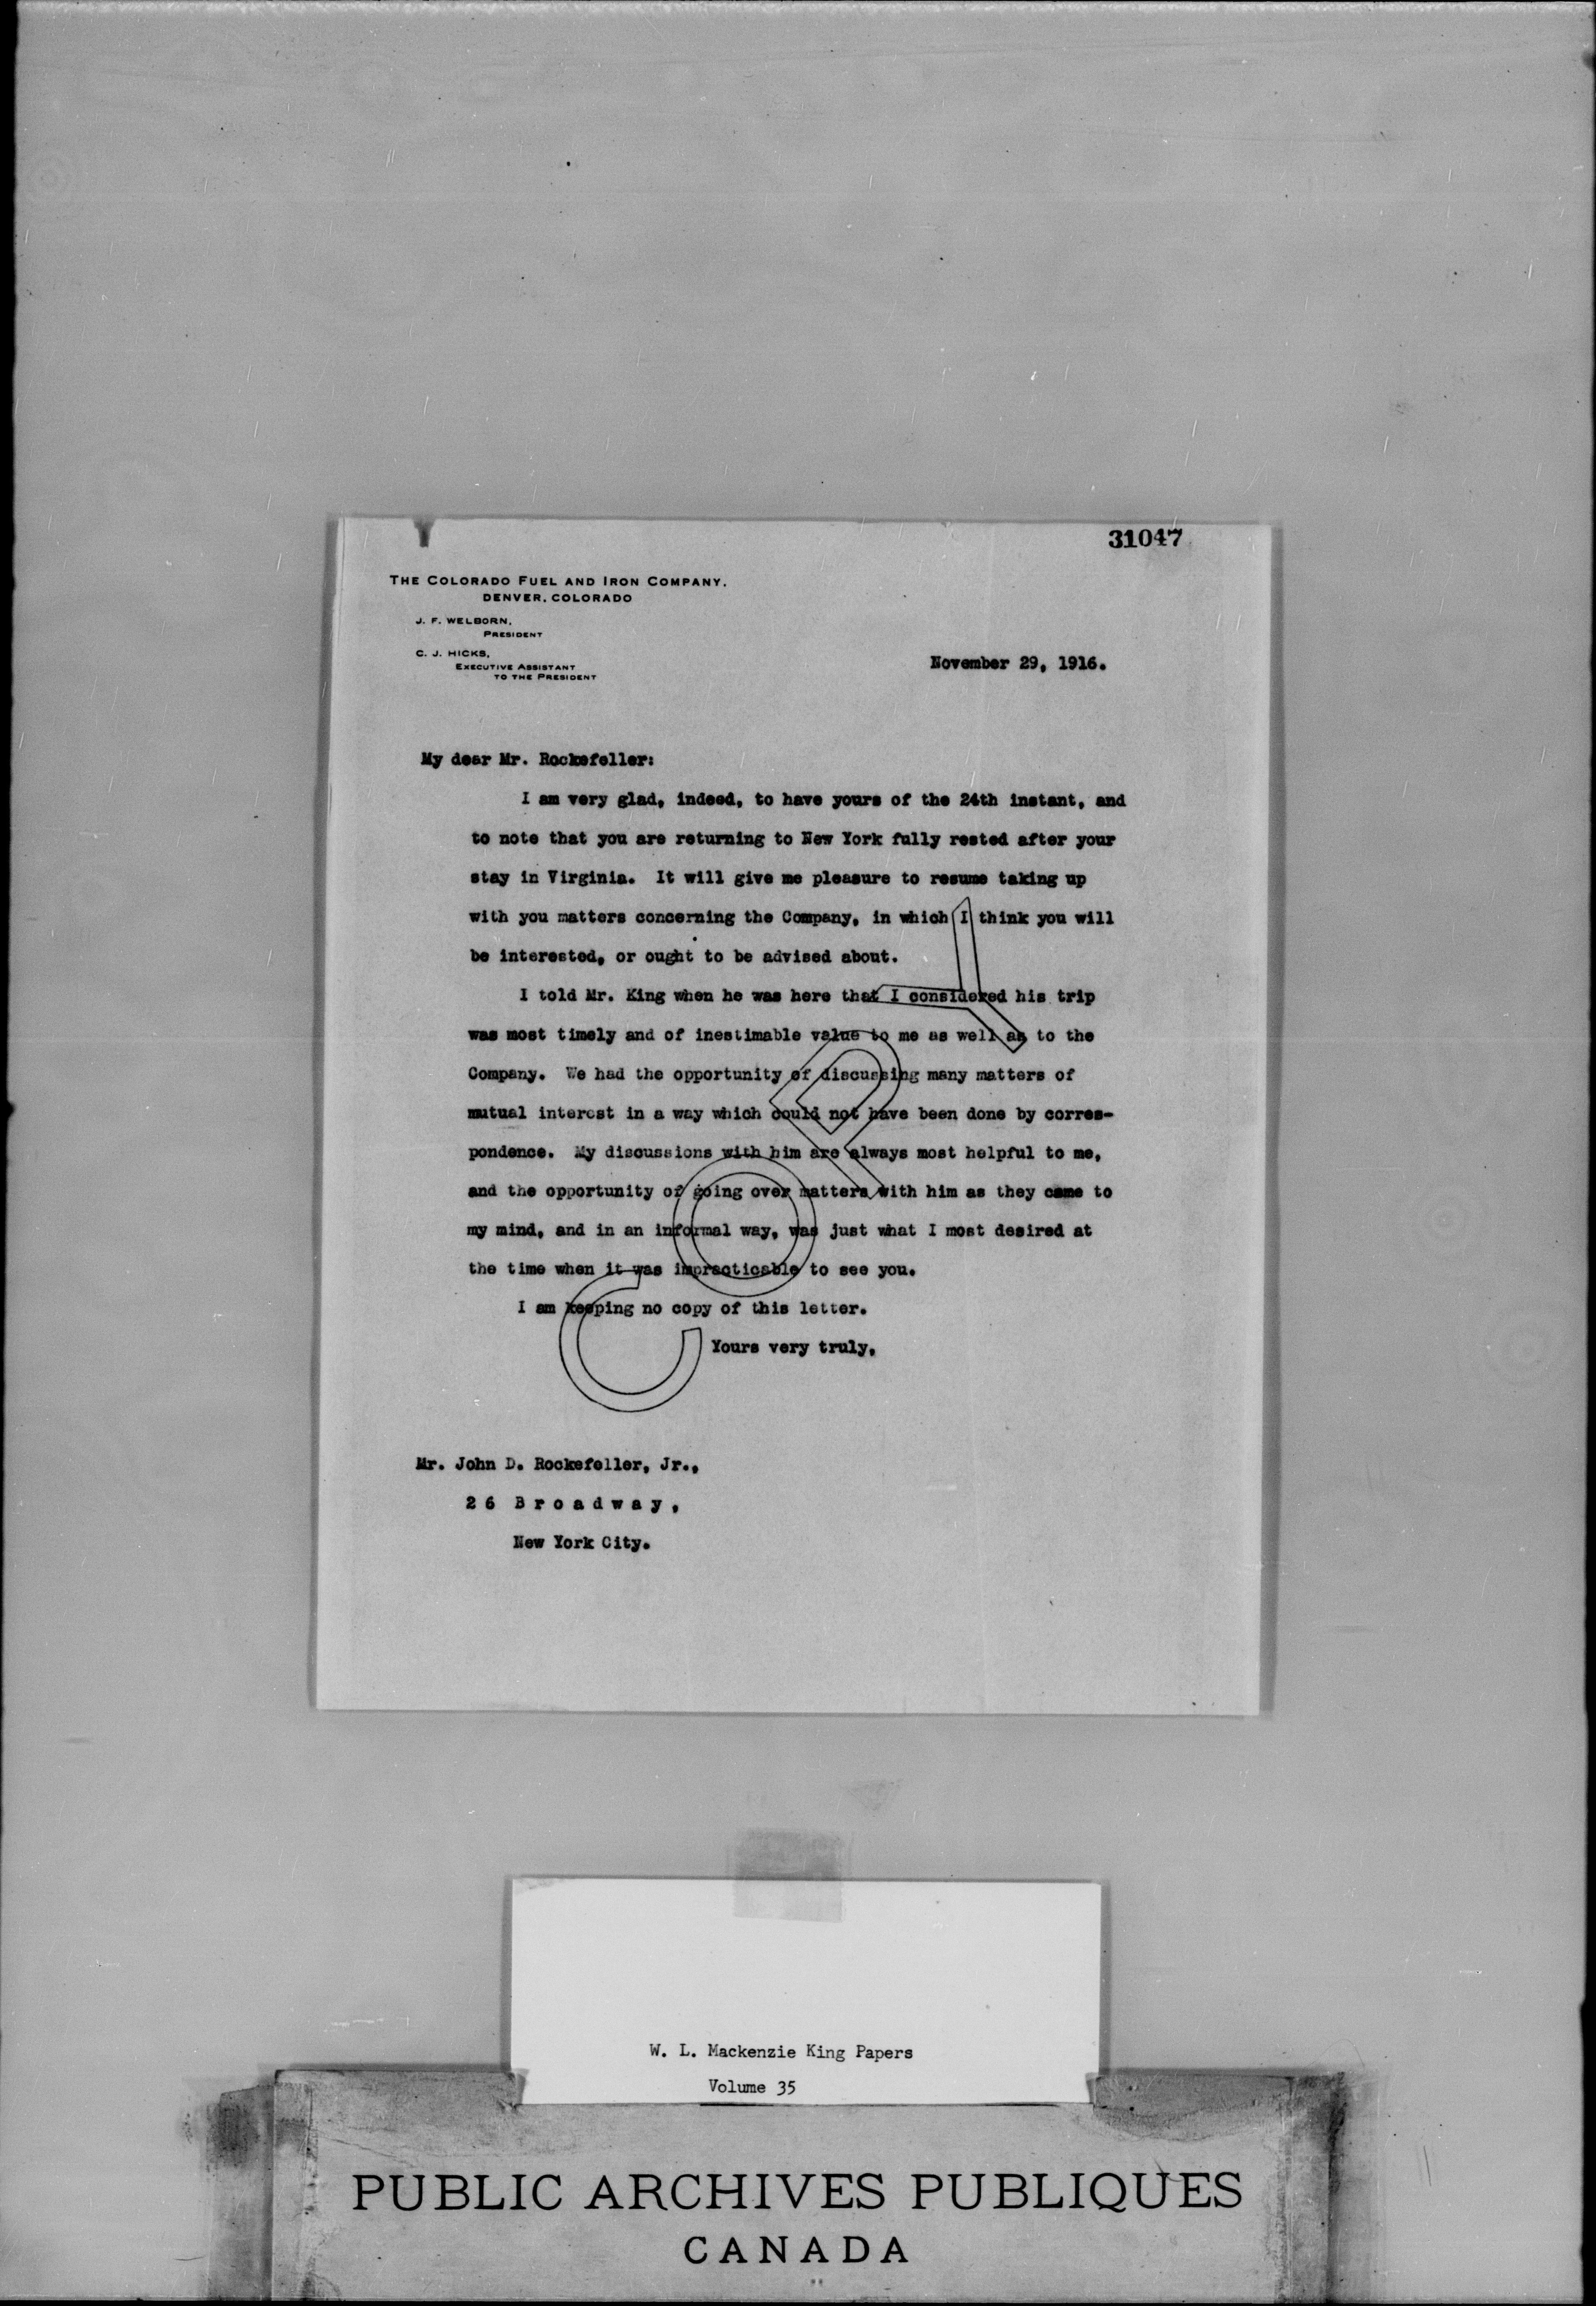 31047
THE COLORADO FUEL AND IRON COMPANY.
DENVER, COLORADO
J. F. WELBORN,
PRESIDENT
C. J. HICKS,
EXECUTIVE ASSISTANT
TO THE PRESIDENT
November 29, 1916.
My dear Mr. Rockefeller:
I am very glad, indeed, to have yours of the 24th instant, and
to note that you are returning to New York fully rested after your
stay in Virginia. It will give me pleasure to resume taking up
with you matters concerning the Company, in which I think you will
be interested, or ought to be advised about.
I told Mr. King when he was here that I considered his trip
was most timely and of inestimable value to me as well as to the
Company. We had the opportunity of discussing many matters of
mutual interest in a way which could not have been done by corres-
pondence. My discussions with him are always most helpful to me,
and the opportunity of going over matters with him as they came to
my mind, and in an informal way, was just what I most desired at
the time when it was impracticable to see you.
I am keeping no copy of this letter.
Yours very truly,
COPY
Mr. John D. Rockefeller, Jr.,
26 Broadway,
New York City.
W. L. Mackenzie King Papers
Volume 35
PUBLIC ARCHIVES PUBLIQUES
CANADA